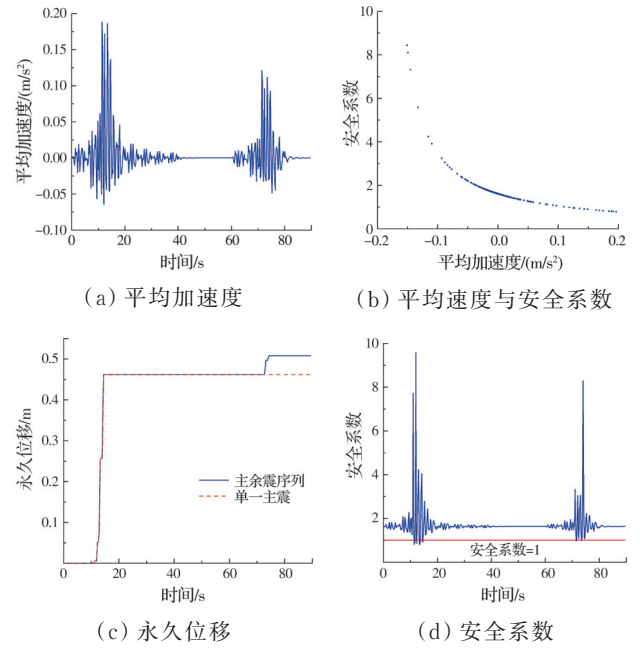 0.20
0.15
0.10
0.05
0.00
-0.05
-0.10
平均加速度/(m/s²)
0 20 40 60 80
时间/s
(a)平均加速度
10
8
6
4
2
0
安全系数
-0.2 -0.1 0.0 0.1 0.2
平均加速度/(m/s²)
(b)平均速度与安全系数
0.5
0.4
0.3
0.2
0.1
永久位移/m
主余震序列
单一主震
0 20 40 60 80
时间/s
(c)永久位移
10
8
6
4
2
安全系数
安全系数=1
0 20 40 60 80
时间/s
(d)安全系数